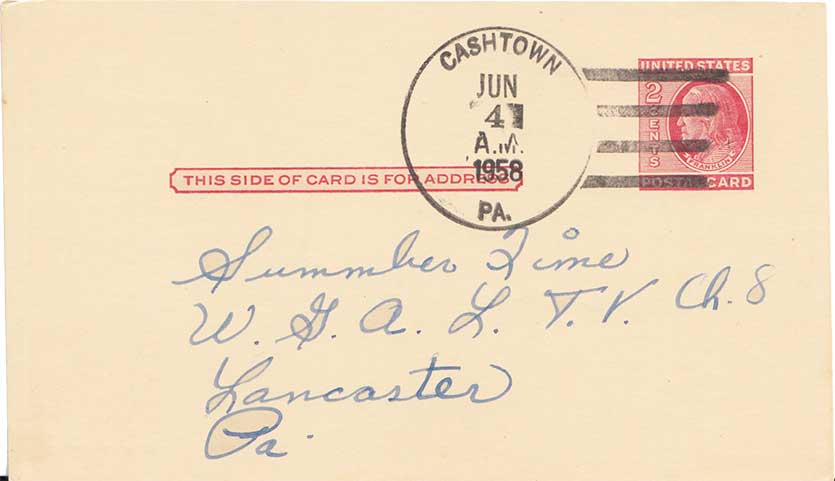 CASHTOWN
JUN
4
A.M.
1958
PA.
UNITED STATES
2 CENTS
FRANKLIN
POSTAL CARD
THIS SIDE OF CARD IS FOR ADDRESS
Summber Time
W. G. A. L. T.V. Ch. 8
Lancaster
Pa.